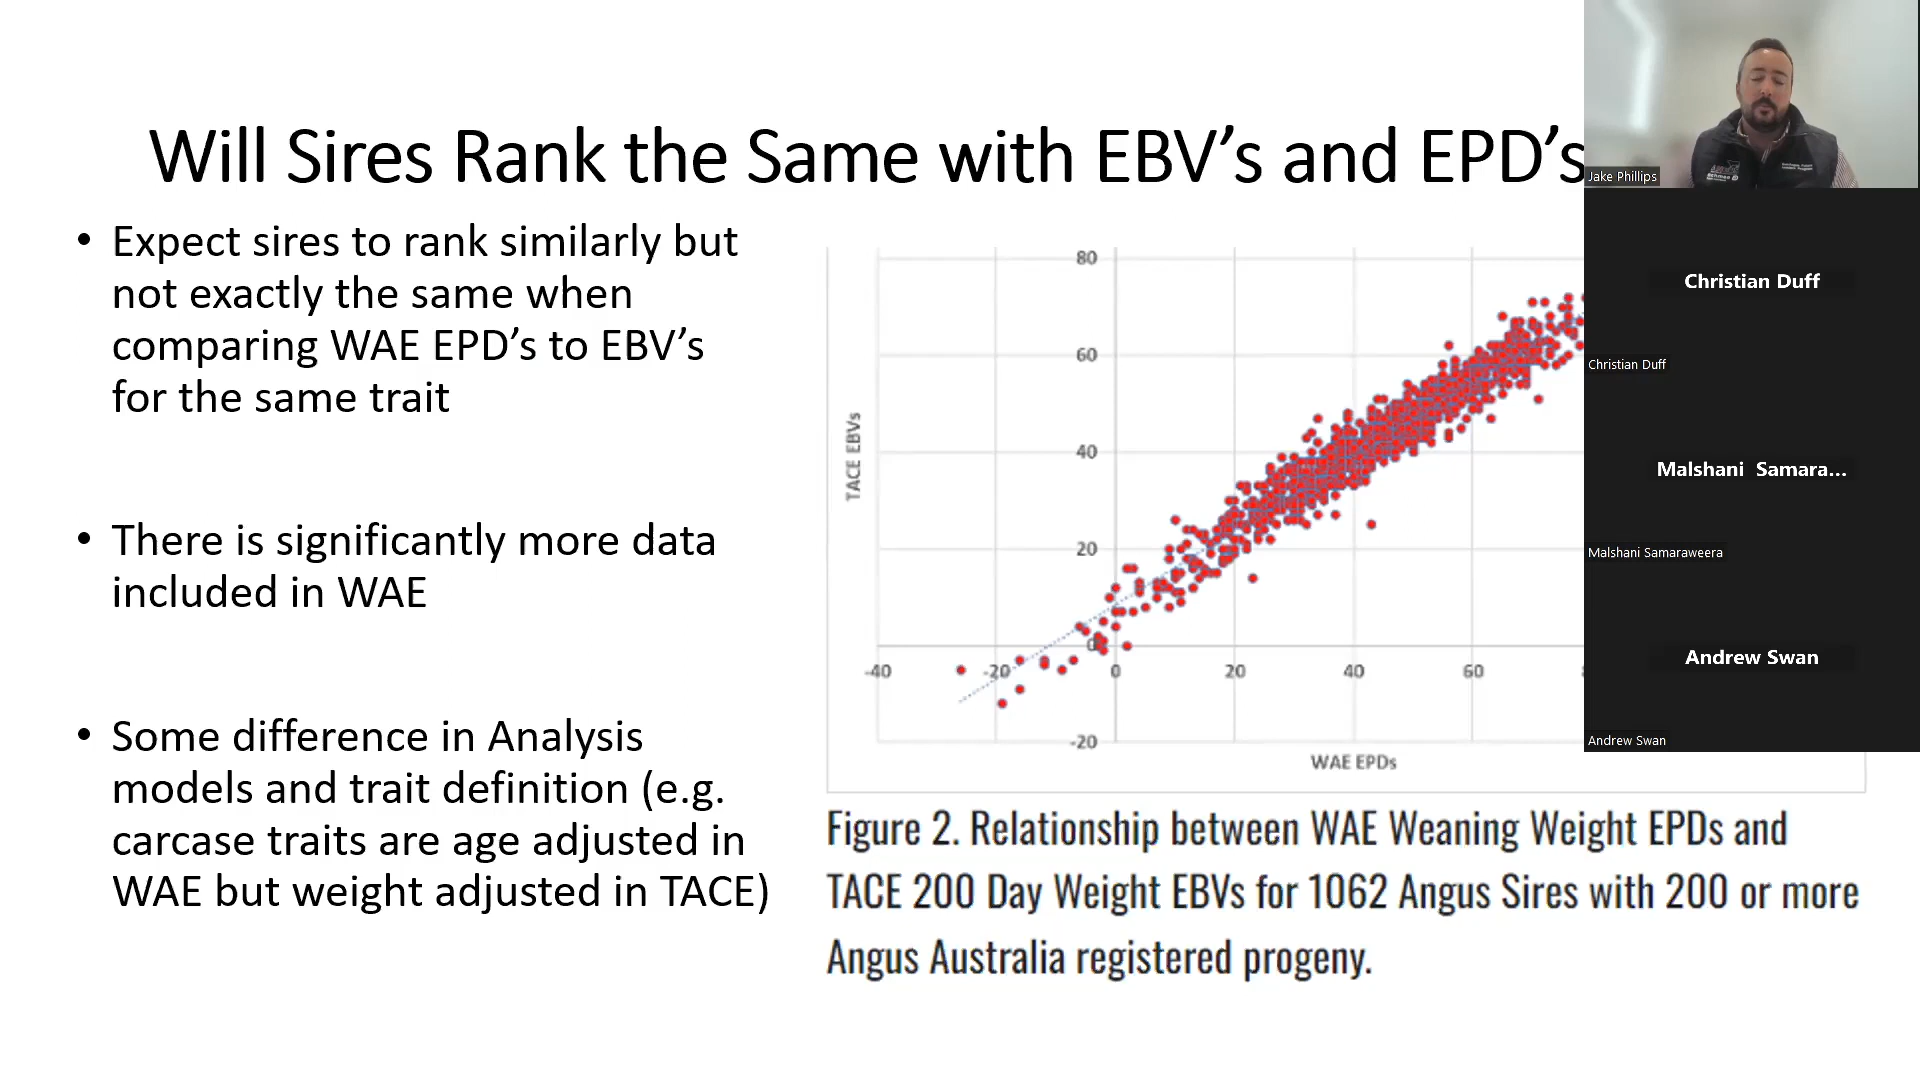 Will Sires Rank the Same with EBV’s and EPD’s
• Expect sires to rank similarly but
not exactly the same when
comparing WAE EPD’s to EBV’s
for the same trait
• There is significantly more data
included in WAE
• Some difference in Analysis
models and trait definition (e.g.
carcase traits are age adjusted in
WAE but weight adjusted in TACE)
80
60
40
20
0
-20
TACE EBVs
-40 -20 0 20 40 60
WAE EPDs
Figure 2. Relationship between WAE Weaning Weight EPDs and
TACE 200 Day Weight EBVs for 1062 Angus Sires with 200 or more
Angus Australia registered progeny.
Jake Phillips
Christian Duff
Christian Duff
Malshani Samara...
Malshani Samaraweera
Andrew Swan
Andrew Swan